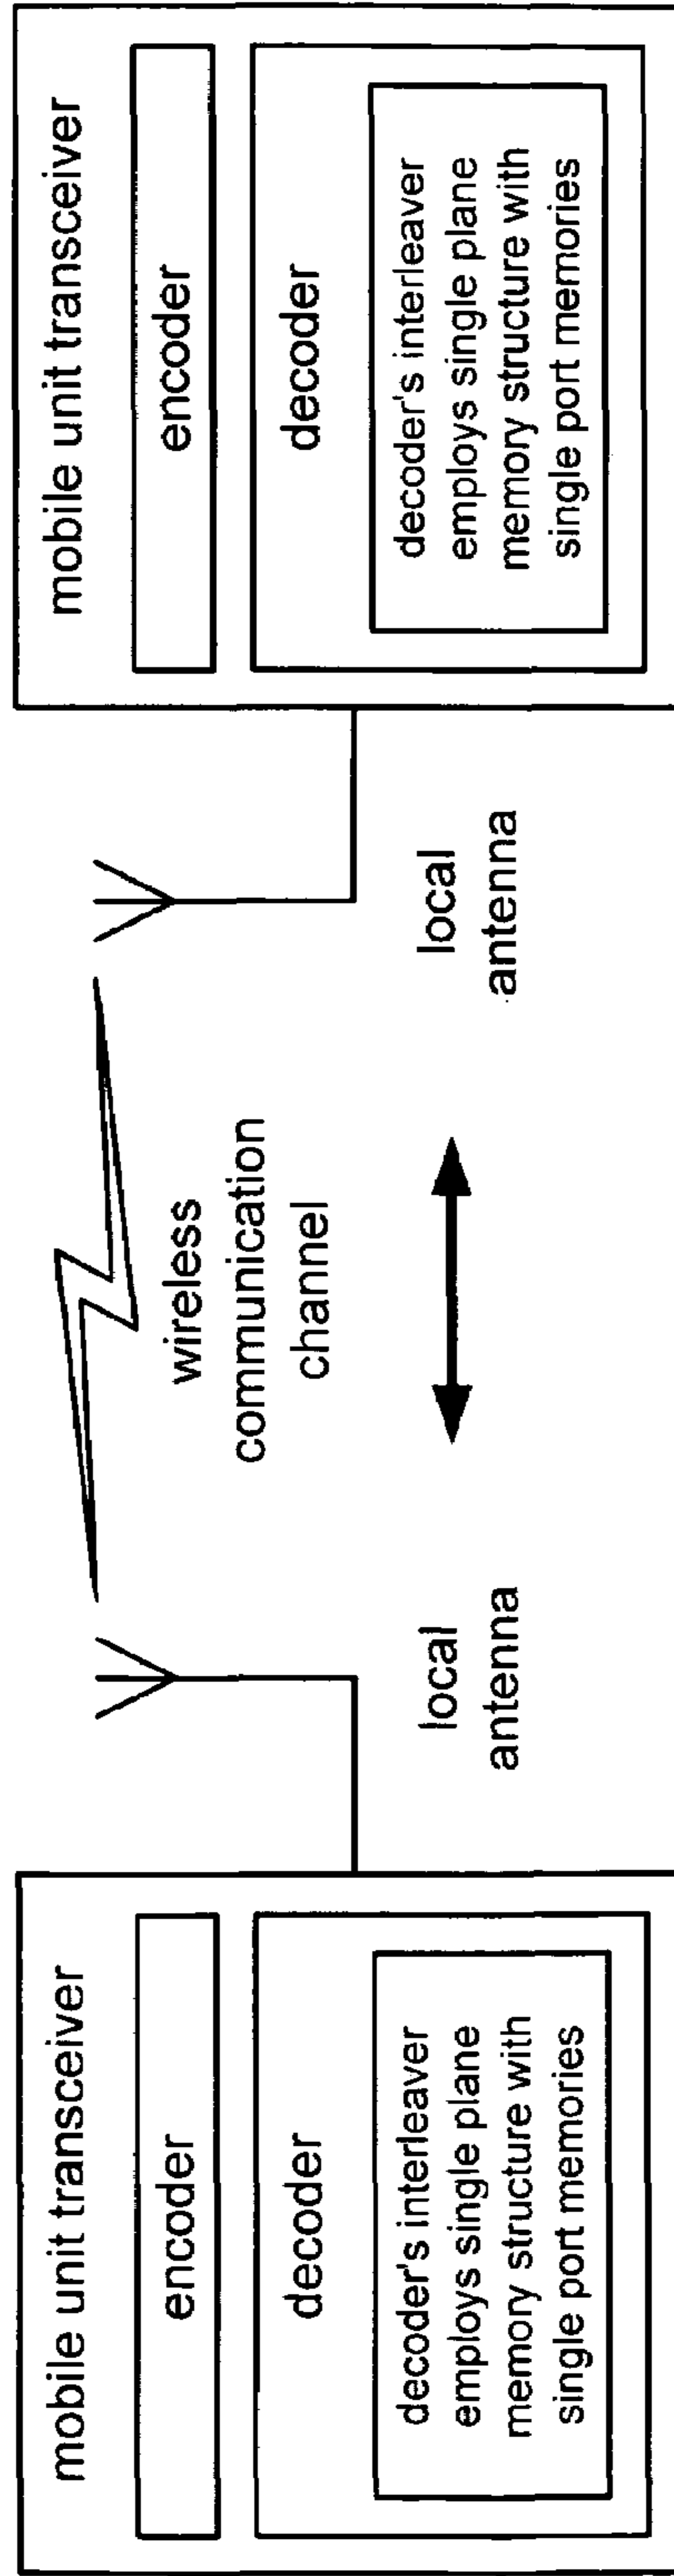 mobile unit transceiver
encoder
decoder
decoder's interleaver
employs single plane
memory structure with
single port memories
local
antenna
wireless
communication
channel
local
antenna
mobile unit transceiver
encoder
decoder
decoder's interleaver
employs single plane
memory structure with
single port memories